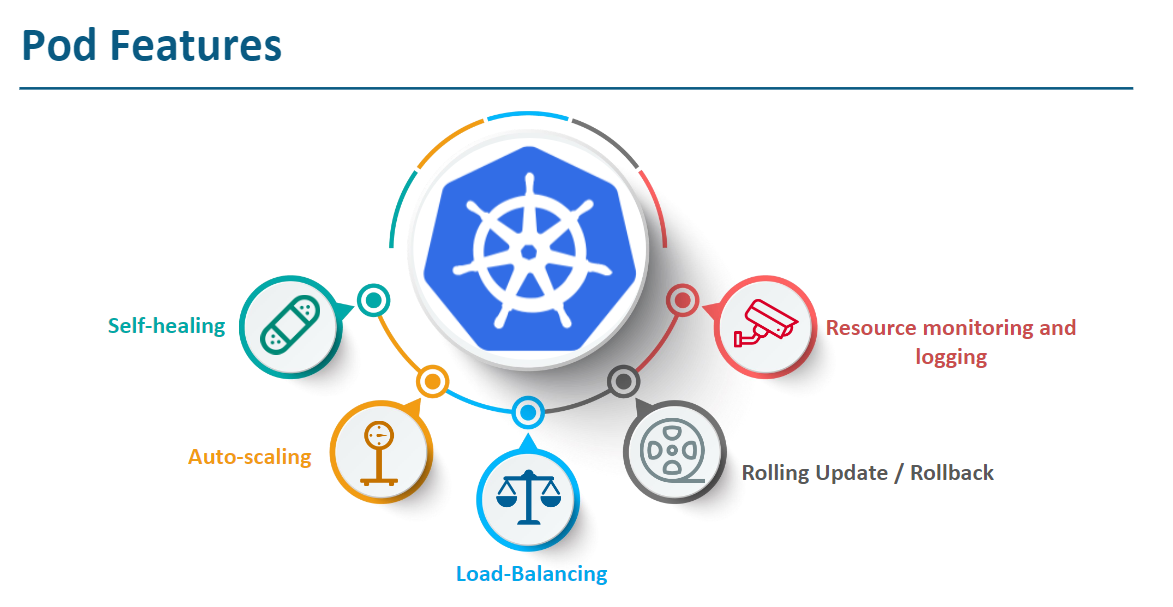 Pod Features
Self-healing
Auto-scaling
Load-Balancing
Rolling Update / Rollback
Resource monitoring and
logging